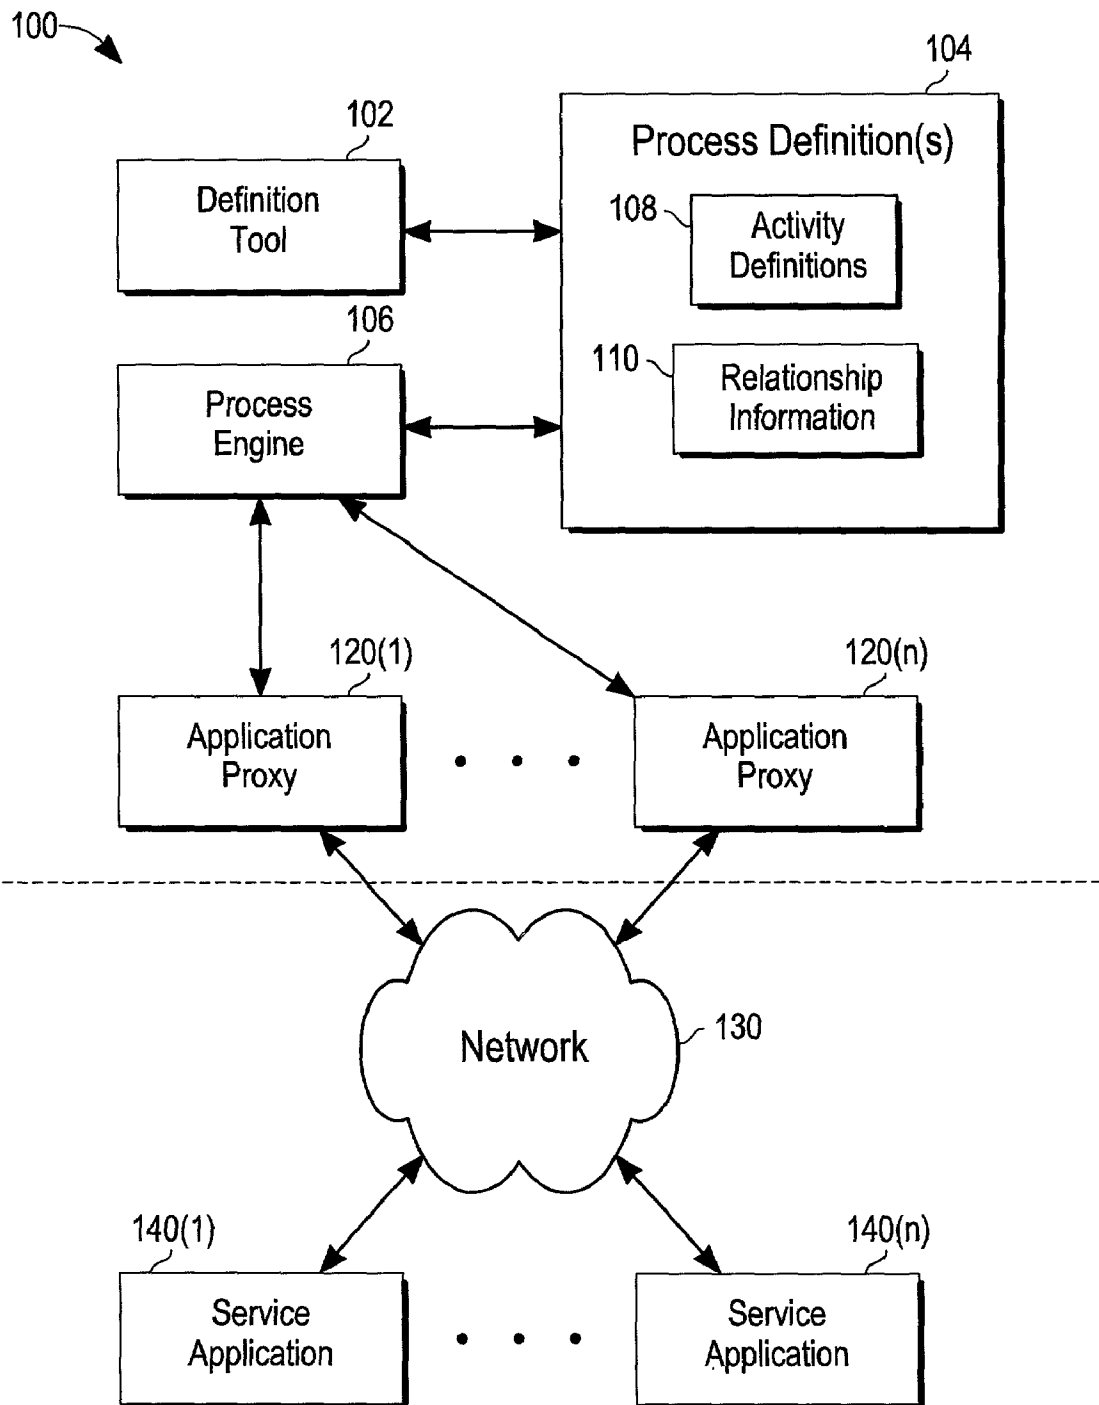 100
104
102
Process Definition(s)
Definition
Tool
108
Activity
Definitions
106
110
Process
Engine
Relationship
Information
120(1)
120(n)
Application
Proxy
Application
Proxy
Network
130
140(1)
140(n)
Service
Application
Service
Application